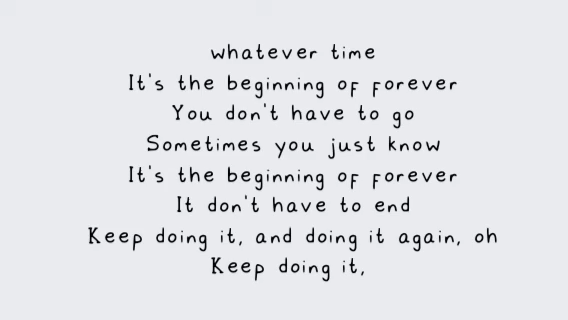 whatever time
It's the beginning of forever
You don't have to go
Sometimes you just know
It's the beginning of forever
It don't have to end
Keep doing it, and doing it again, oh
Keep doing it,